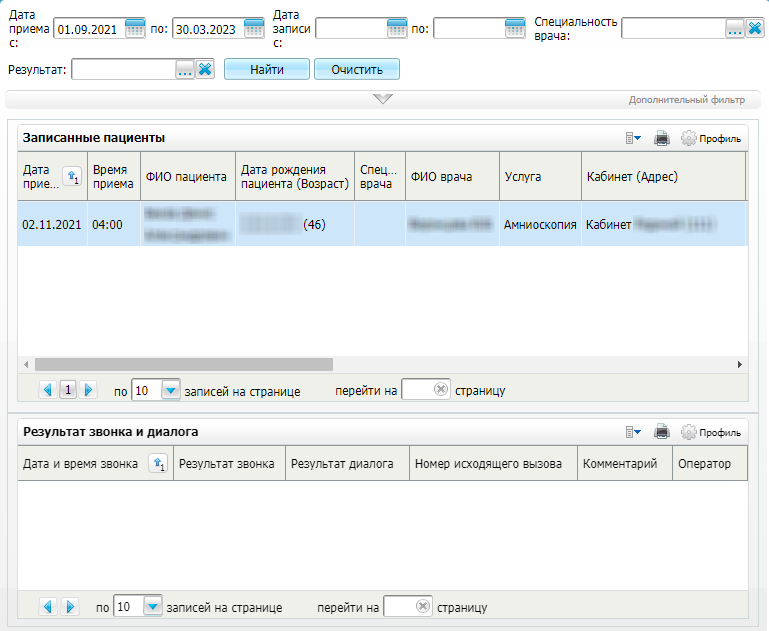 Дата приема с: 01.09.2021 по: 30.03.2023 Дата записи с: по: Специальность врача: ...
Результат: ... Найти Очистить
Дополнительный фильтр
Записанные пациенты Профиль
Дата прие... 1 Время приема ФИО пациента Дата рождения пациента (Возраст) Спец... врача ФИО врача Услуга Кабинет (Адрес)
02.11.2021 04:00 (46) Амниоскопия Кабинет
1 по 10 записей на странице перейти на страницу
Результат звонка и диалога Профиль
Дата и время звонка 1 Результат звонка Результат диалога Номер исходящего вызова Комментарий Оператор
по 10 записей на странице перейти на страницу